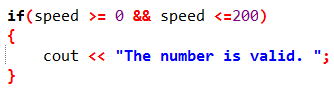 if(speed >= 0 && speed <=200)
{
    cout << "The number is valid. ";
}